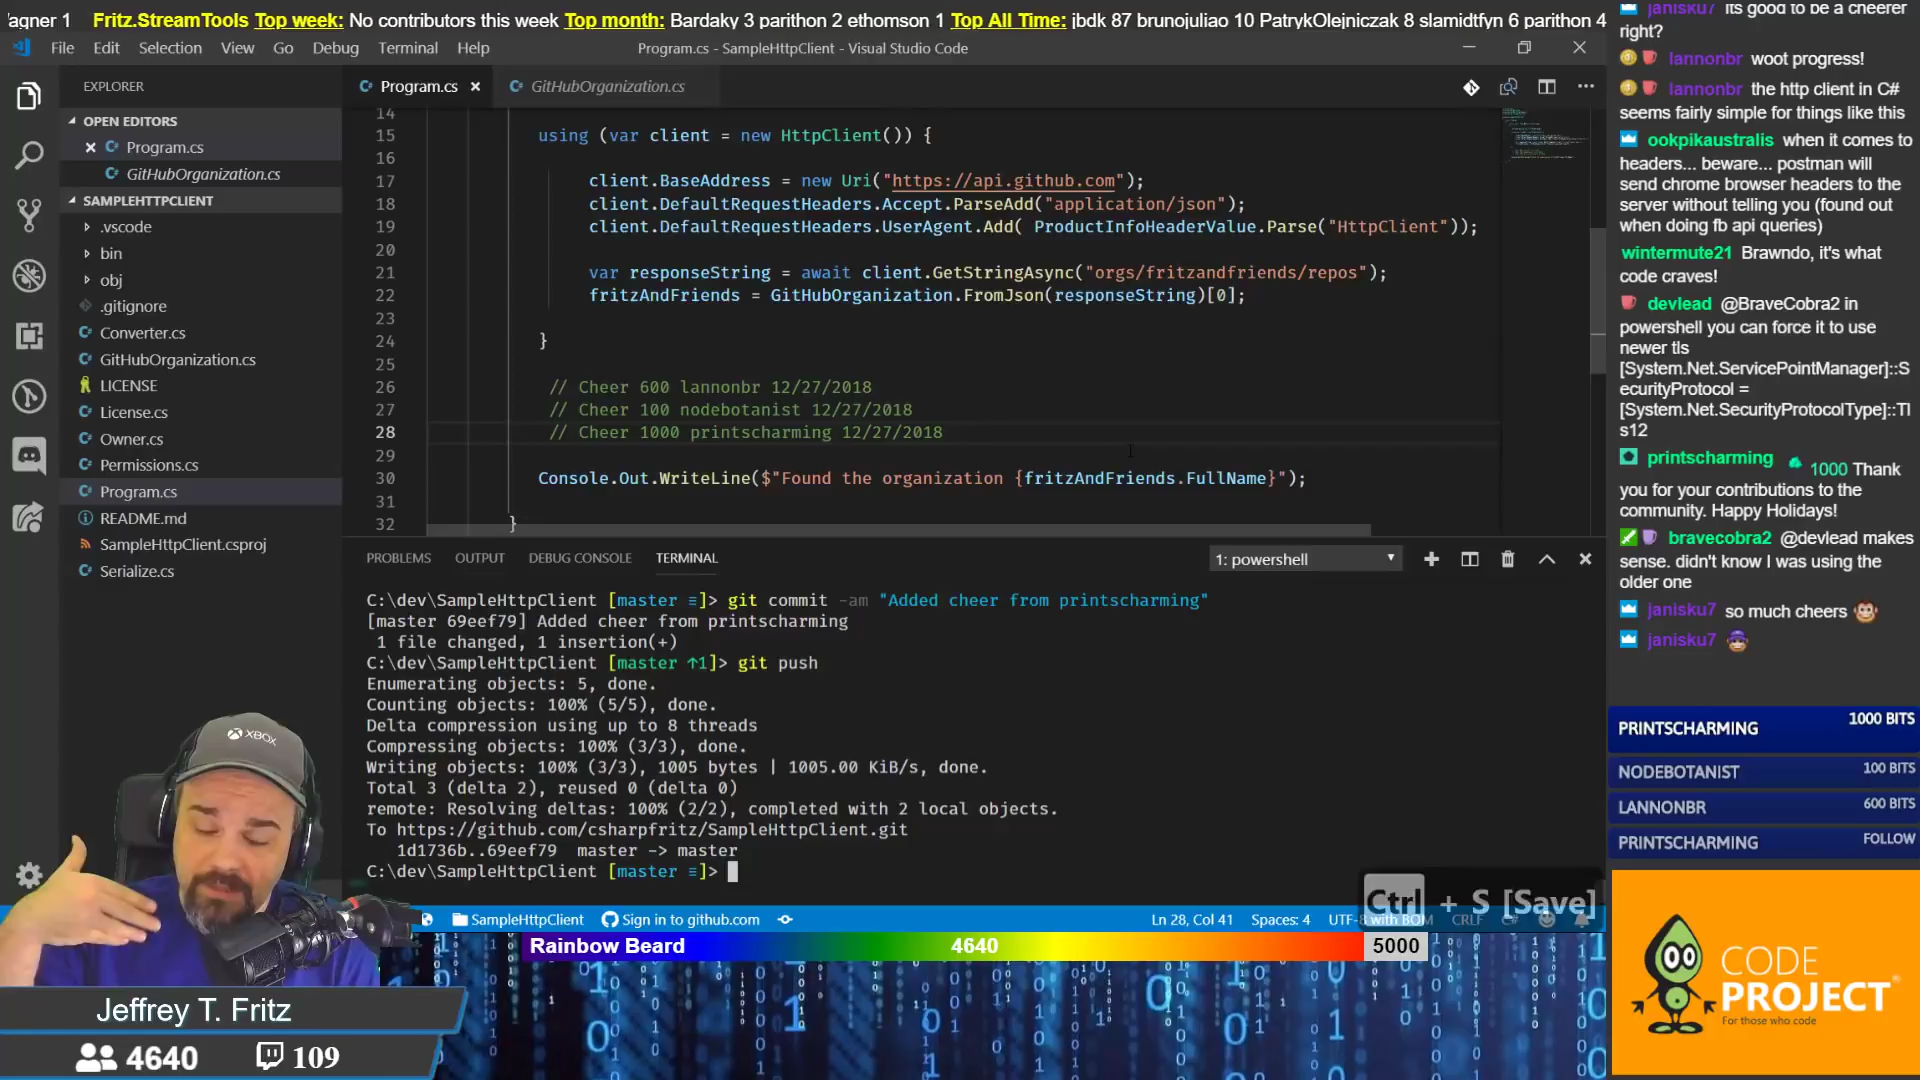 'agner 1 Fritz.StreamTools Top week: No contributors this week Top month: Bardaky 3 parithon 2 ethomson 1 Top All Time: jbdk 87 brunojuliao 10 PatrykOlejniczak 8 slamidtfyn 6 parithon 4
File Edit Selection View Go Debug Terminal Help
Program.cs - SampleHttpClient - Visual Studio Code
EXPLORER
OPEN EDITORS
Program.cs
GitHubOrganization.cs
SAMPLEHTTPCLIENT
.vscode
bin
obj
.gitignore
Converter.cs
GitHubOrganization.cs
LICENSE
License.cs
Owner.cs
Permissions.cs
Program.cs
README.md
SampleHttpClient.csproj
Serialize.cs
Program.cs
GitHubOrganization.cs
14
15 using (var client = new HttpClient()) {
16
17 client.BaseAddress = new Uri("https://api.github.com");
18 client.DefaultRequestHeaders.Accept.ParseAdd("application/json");
19 client.DefaultRequestHeaders.UserAgent.Add( ProductInfoHeaderValue.Parse("HttpClient"));
20
21 var responseString = await client.GetStringAsync("orgs/fritzandfriends/repos");
22 fritzAndFriends = GitHubOrganization.FromJson(responseString)[0];
23
24 }
25
26 // Cheer 600 lannonbr 12/27/2018
27 // Cheer 100 nodebotanist 12/27/2018
28 // Cheer 1000 printscharming 12/27/2018
29
30 Console.Out.WriteLine($"Found the organization {fritzAndFriends.FullName}");
31
32 }
PROBLEMS OUTPUT DEBUG CONSOLE TERMINAL
1: powershell
C:\dev\SampleHttpClient [master ≡]> git commit -am "Added cheer from printscharming"
[master 69eef79] Added cheer from printscharming
1 file changed, 1 insertion(+)
C:\dev\SampleHttpClient [master ↑1]> git push
Enumerating objects: 5, done.
Counting objects: 100% (5/5), done.
Delta compression using up to 8 threads
Compressing objects: 100% (3/3), done.
Writing objects: 100% (3/3), 1005 bytes | 1005.00 KiB/s, done.
Total 3 (delta 2), reused 0 (delta 0)
remote: Resolving deltas: 100% (2/2), completed with 2 local objects.
To https://github.com/csharpfritz/SampleHttpClient.git
1d1736b..69eef79 master -> master
C:\dev\SampleHttpClient [master ≡]>
Ctrl + S [Save]
SampleHttpClient
Sign in to github.com
Ln 28, Col 41 Spaces: 4 UTF-8 with BOM CRLF C#
Rainbow Beard 4640 5000
XBOX
Jeffrey T. Fritz
4640 109
janisku7 its good to be a cheerer
right?
lannonbr woot progress!
lannonbr the http client in C#
seems fairly simple for things like this
ookpikaustralis when it comes to
headers... beware... postman will
send chrome browser headers to the
server without telling you (found out
when doing fb api queries)
wintermute21 Brawndo, it's what
code craves!
devlead @BraveCobra2 in
powershell you can force it to use
newer tls
[System.Net.ServicePointManager]::S
ecurityProtocol =
[System.Net.SecurityProtocolType]::Tl
s12
printscharming 1000 Thank
you for your contributions to the
community. Happy Holidays!
bravecobra2 @devlead makes
sense. didn't know I was using the
older one
janisku7 so much cheers
janisku7
PRINTSCHARMING 1000 BITS
NODEBOTANIST 100 BITS
LANNONBR 600 BITS
PRINTSCHARMING FOLLOW
CODE
PROJECT
For those who code